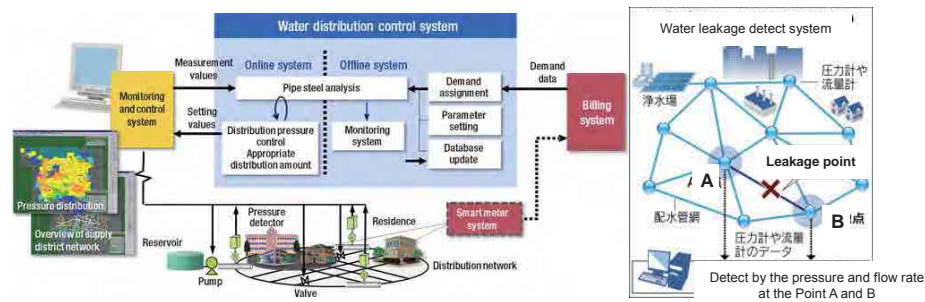 Water distribution control system
Measurement
values
Online system
Offline system
Pipe steel analysis
Demand
assignment
Demand
data
Monitoring
and control
system
Setting
values
Distribution pressure
control
Appropriate
distribution amount
Monitoring
system
Parameter
setting
Database
update
Billing
system
Pressure distribution
Overview of supply
district network
Reservoir
Pump
Pressure
detector
Residence
Valve
Distribution network
Smart meter
system
Water leakage detect system
圧力計や
流量計
浄水場
Leakage point
A
B
点
配水管網
圧力計や流量
計のデータ
Detect by the pressure and flow rate
at the Point A and B